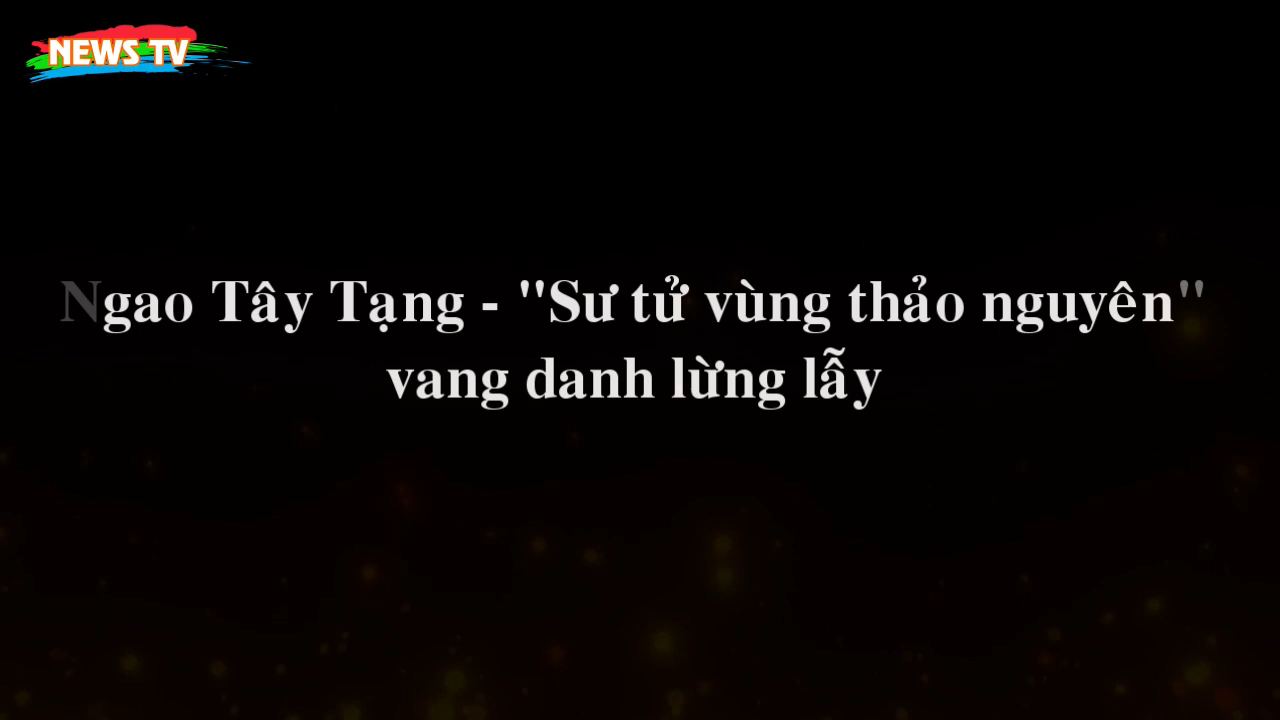 NEWS TV
Ngao Tây Tạng - "Sư tử vùng thảo nguyên"
vang danh lừng lẫy